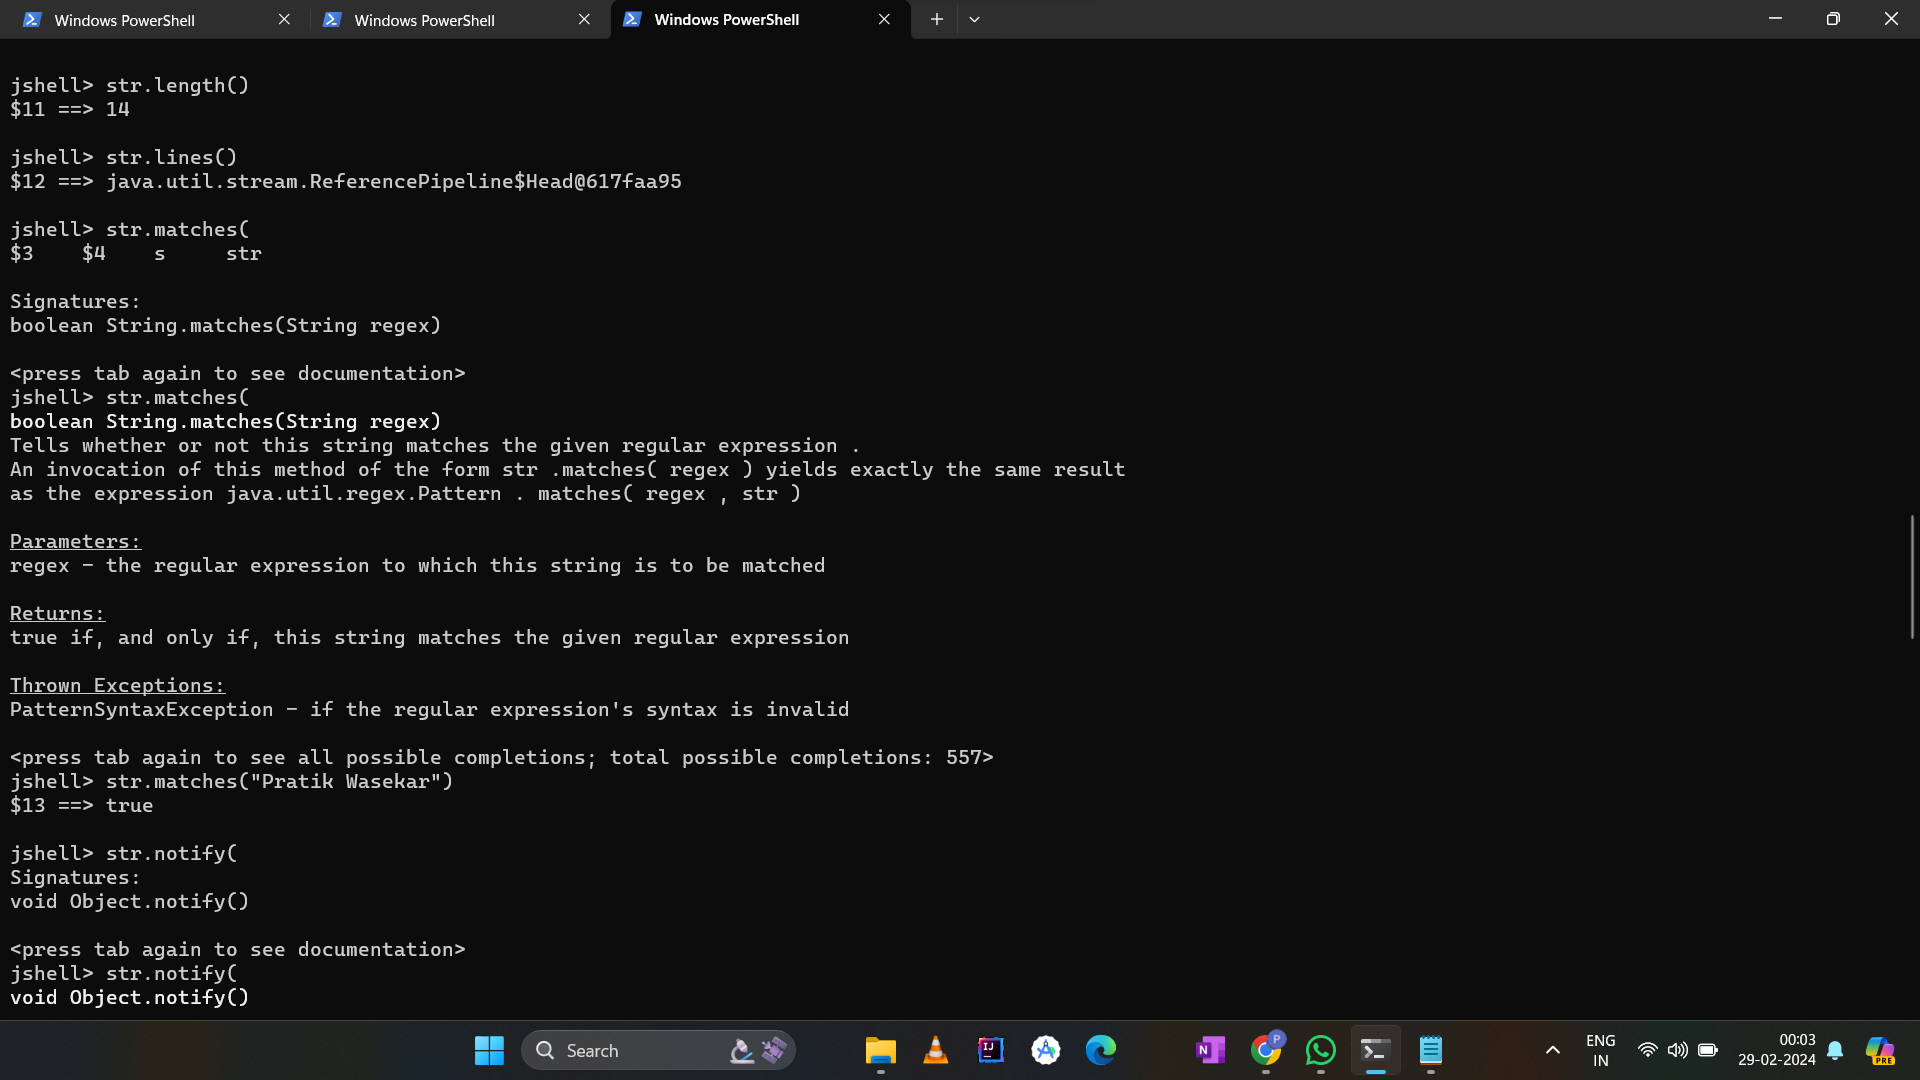 Windows PowerShell
Windows PowerShell
Windows PowerShell
jshell> str.length()
$11 ==> 14
jshell> str.lines()
$12 ==> java.util.stream.ReferencePipeline$Head@617faa95
jshell> str.matches(
$3    $4    s     str
Signatures:
boolean String.matches(String regex)
<press tab again to see documentation>
jshell> str.matches(
boolean String.matches(String regex)
Tells whether or not this string matches the given regular expression .
An invocation of this method of the form str .matches( regex ) yields exactly the same result
as the expression java.util.regex.Pattern . matches( regex , str )
Parameters:
regex - the regular expression to which this string is to be matched
Returns:
true if, and only if, this string matches the given regular expression
Thrown Exceptions:
PatternSyntaxException - if the regular expression's syntax is invalid
<press tab again to see all possible completions; total possible completions: 557>
jshell> str.matches("Pratik Wasekar")
$13 ==> true
jshell> str.notify(
Signatures:
void Object.notify()
<press tab again to see documentation>
jshell> str.notify(
void Object.notify()
Search
IJ
N
P
ENG
IN
00:03
29-02-2024
PRE